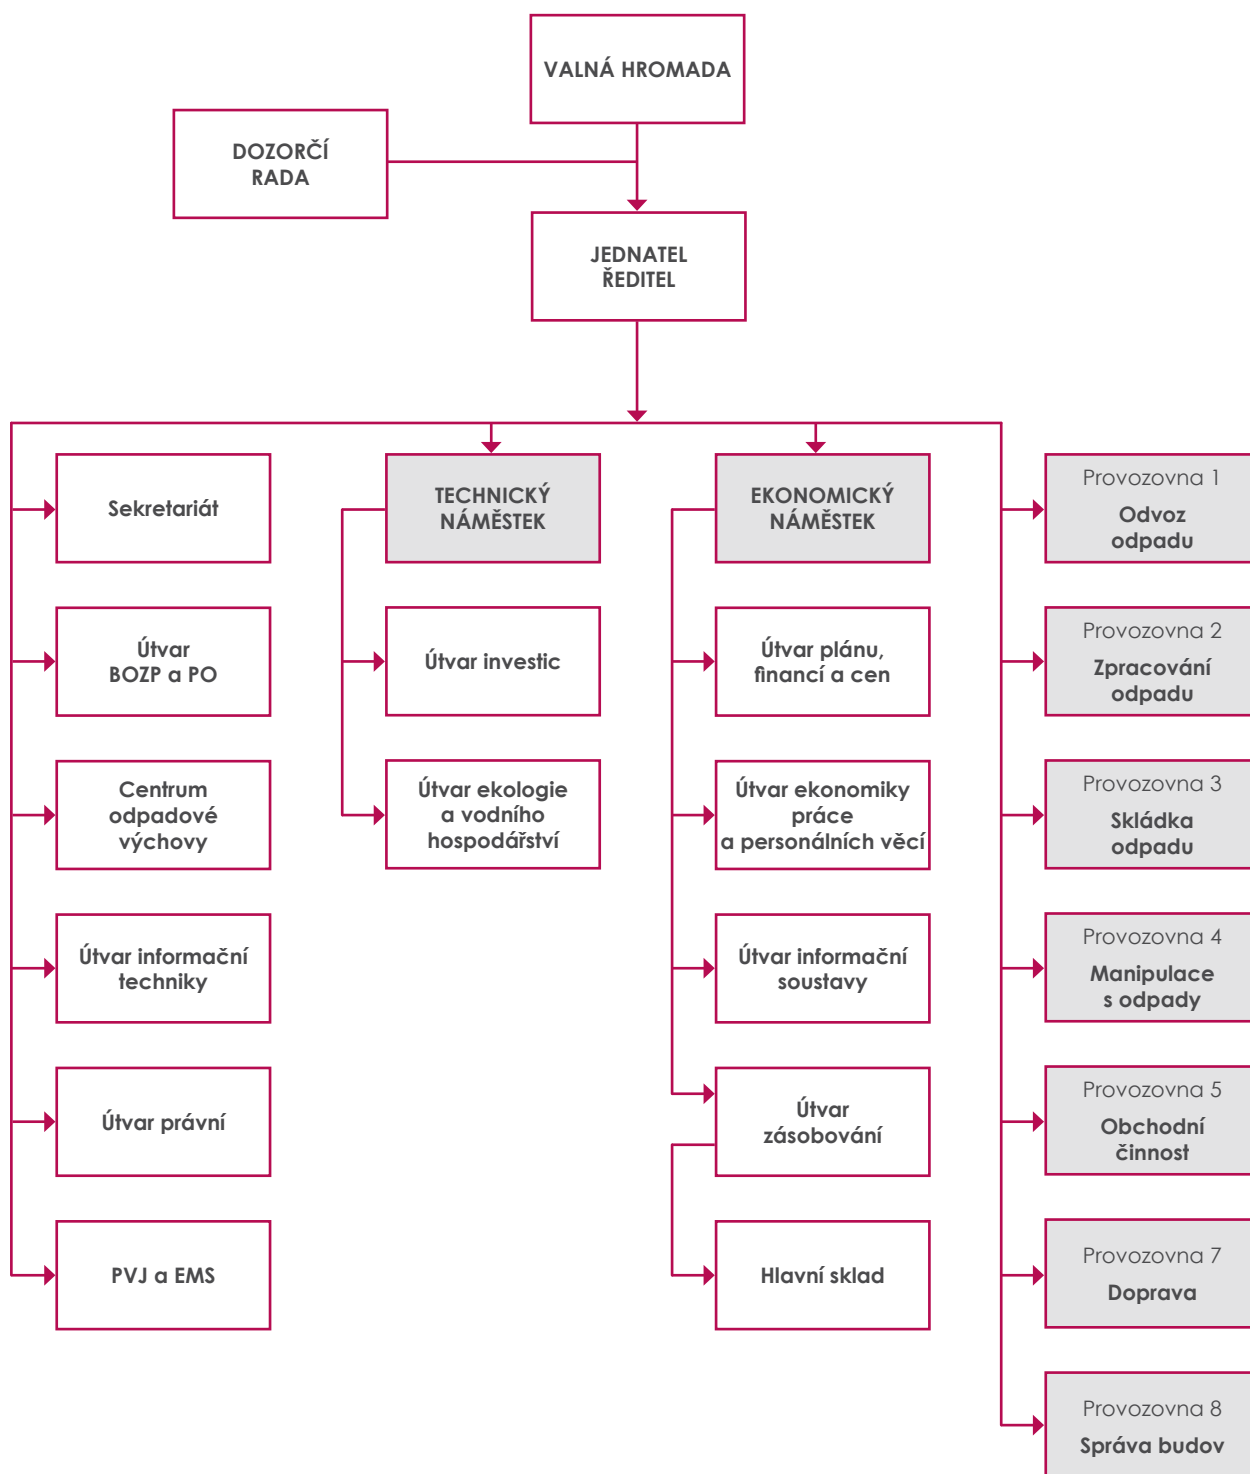 VALNÁ HROMADA
DOZORČÍ
RADA
JEDNATEL
ŘEDITEL
Sekretariát
Útvar
BOZP a PO
Centrum
odpadové
výchovy
Útvar informační
techniky
Útvar právní
PVJ a EMS
TECHNICKÝ
NÁMĚSTEK
Útvar investic
Útvar ekologie
a vodního
hospodářství
EKONOMICKÝ
NÁMĚSTEK
Útvar plánu,
financí a cen
Útvar ekonomiky
práce
a personálních věcí
Útvar informační
soustavy
Útvar
zásobování
Hlavní sklad
Provozovna 1
Odvoz
odpadu
Provozovna 2
Zpracování
odpadu
Provozovna 3
Skládka
odpadu
Provozovna 4
Manipulace
s odpady
Provozovna 5
Obchodní
činnost
Provozovna 7
Doprava
Provozovna 8
Správa budov